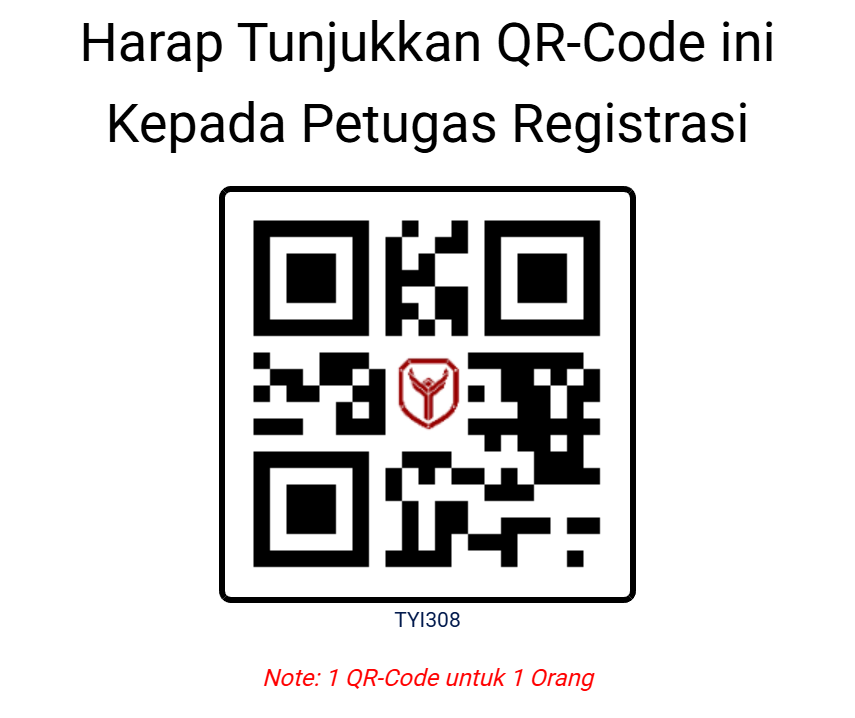 Harap Tunjukkan QR-Code ini
Kepada Petugas Registrasi
TYI308
Note: 1 QR-Code untuk 1 Orang